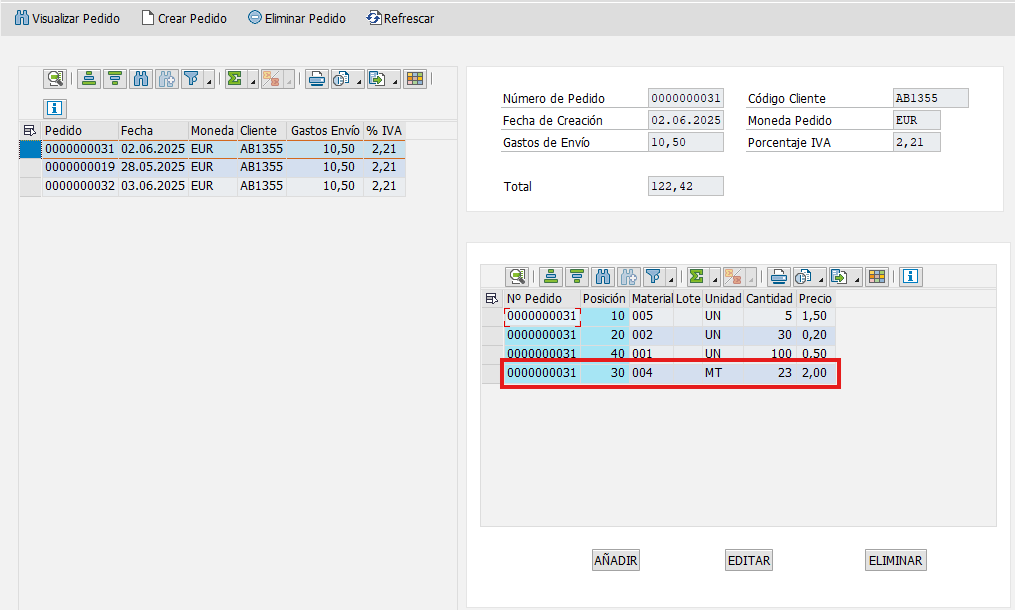 Visualizar Pedido Crear Pedido Eliminar Pedido Refrescar
Pedido Fecha Moneda Cliente Gastos Envío % IVA
0000000031 02.06.2025 EUR AB1355 10,50 2,21
0000000019 28.05.2025 EUR AB1355 10,50 2,21
0000000032 03.06.2025 EUR AB1355 10,50 2,21
Número de Pedido 0000000031 Código Cliente AB1355
Fecha de Creación 02.06.2025 Moneda Pedido EUR
Gastos de Envío 10,50 Porcentaje IVA 2,21
Total 122,42
Nº Pedido Posición Material Lote Unidad Cantidad Precio
0000000031 10 005 UN 5 1,50
0000000031 20 002 UN 30 0,20
0000000031 40 001 UN 100 0,50
0000000031 30 004 MT 23 2,00
AÑADIR EDITAR ELIMINAR